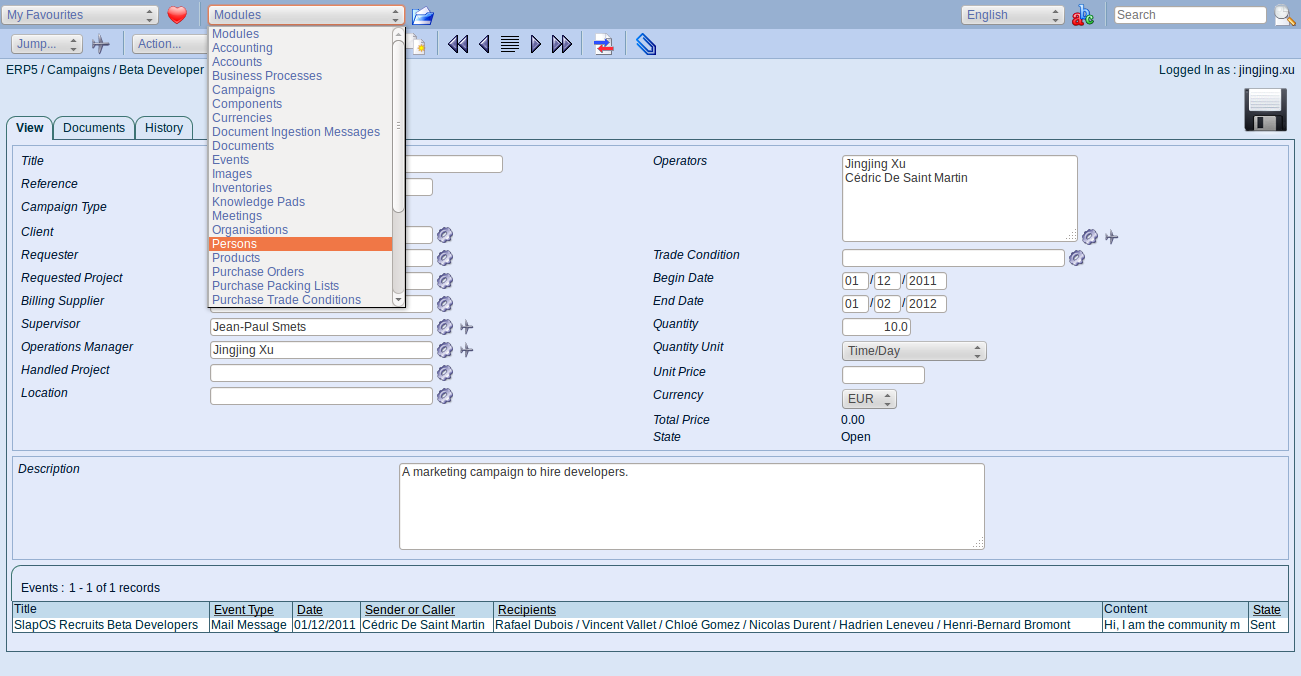 My Favourites Modules English Search
Jump... Action...
ERP5 / Campaigns / Beta Developer Logged In as : jingjing.xu
Modules
Accounting
Accounts
Business Processes
Campaigns
Components
Currencies
Document Ingestion Messages
Documents
Events
Images
Inventories
Knowledge Pads
Meetings
Organisations
Persons
Products
Purchase Orders
Purchase Packing Lists
Purchase Trade Conditions
View Documents History
Title
Reference
Campaign Type
Client
Requester
Requested Project
Billing Supplier
Supervisor Jean-Paul Smets
Operations Manager Jingjing Xu
Handled Project
Location
Operators Jingjing Xu
Cédric De Saint Martin
Trade Condition
Begin Date 01 / 12 / 2011
End Date 01 / 02 / 2012
Quantity 10.0
Quantity Unit Time/Day
Unit Price
Currency EUR
Total Price 0.00
State Open
Description A marketing campaign to hire developers.
Events : 1 - 1 of 1 records
Title Event Type Date Sender or Caller Recipients Content State
SlapOS Recruits Beta Developers Mail Message 01/12/2011 Cédric De Saint Martin Rafael Dubois / Vincent Vallet / Chloé Gomez / Nicolas Durent / Hadrien Leneveu / Henri-Bernard Bromont Hi, I am the community m Sent